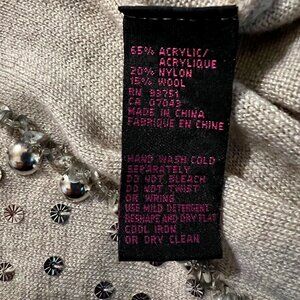 65% ACRYLIC/
ACRYLIQUE
20% NYLON
15% WOOL
RN 93751
CA 07043
MADE IN CHINA
FABRIQUE EN CHINE
HAND WASH COLD
SEPARATELY
DO NOT BLEACH
DO NOT TWIST
OR WRING
USE MILD DETERGENT
RESHAPE AND DRY FLAT
COOL IRON
OR DRY CLEAN